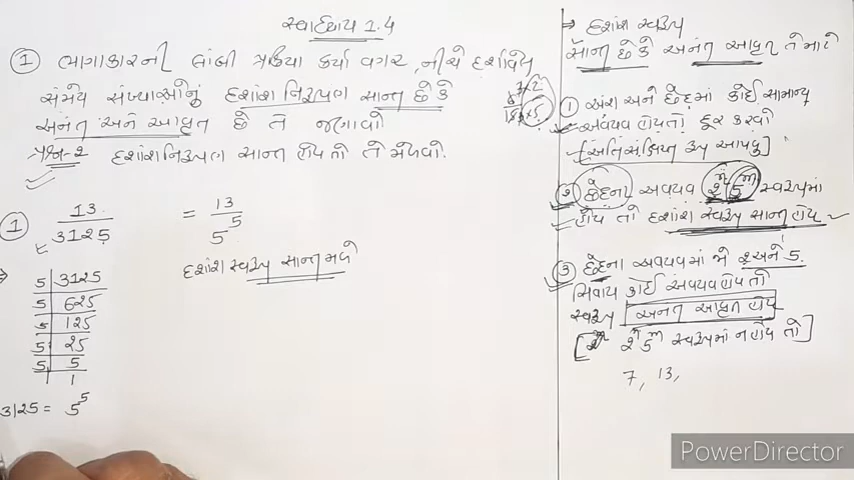 સ્વાધ્યાય 1.4
① ભાગાકારની લાંબી પ્રક્રિયા કર્યા વગર, નીચે દર્શાવેલ
સંમેય સંખ્યાઓનું દશાંશ નિરૂપણ સાન્ત છે કે
અનંત અને આવૃત છે તે જણાવો
પ્રશ્ન-2 દશાંશ નિરૂપણ સાન્ત હોય તો તે મેળવો.
① 13/3125 = 13/5^5
દશાંશ સ્વરૂપ સાન્ત મળે
5 | 3125
5 | 625
5 | 125
5 | 25
5 | 5
1
3125 = 5^5
⇒ દશાંશ સ્વરૂપ
સાન્ત છે કે અનંત આવૃત તે માટે
① અંશ અને છેદમાં કોઈ સામાન્ય
અવયવ હોય તો દૂર કરવો
[અતિસંક્ષિપ્ત રૂપ આપવું]
② છેદના અવયવ 2^n 5^m સ્વરૂપમાં
હોય તો દશાંશ સ્વરૂપ સાન્ત હોય
③ છેદના અવયવમાં જો 2 અને 5
સિવાય કોઈ અવયવ હોય તો
સ્વરૂપ અનંત આવૃત હોય
2^n 5^m સ્વરૂપમાં ન હોય તો]
7, 13,
PowerDirector